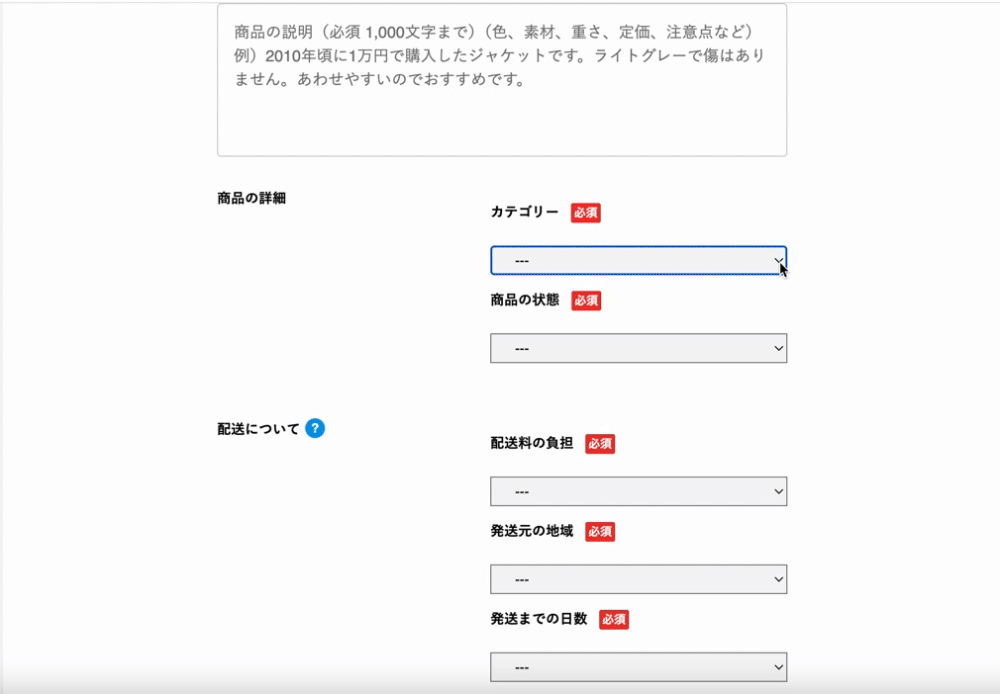 商品の説明（必須 1,000文字まで）（色、素材、重さ、定価、注意点など）
例）2010年頃に1万円で購入したジャケットです。ライトグレーで傷はあり
ません。あわせやすいのでおすすめです。
商品の詳細
カテゴリー 必須
---
商品の状態 必須
---
配送について ?
配送料の負担 必須
---
発送元の地域 必須
---
発送までの日数 必須
---